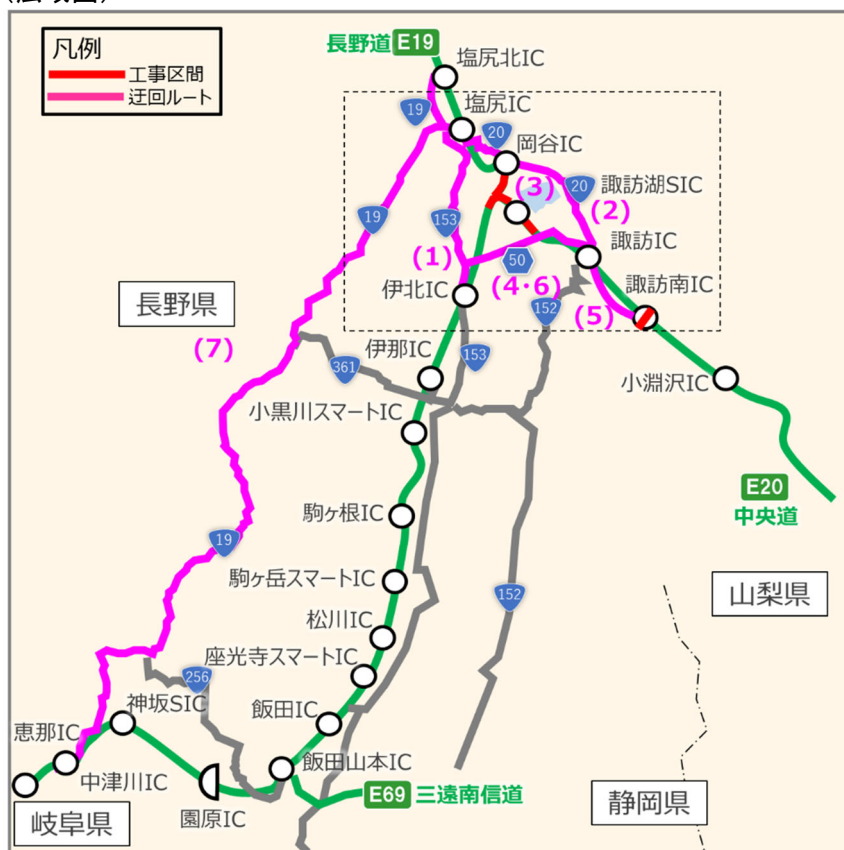 凡例
工事区間
迂回ルート
長野道 E19
塩尻北IC
19
塩尻IC
20
岡谷IC
(3)
諏訪湖SIC
20
(2)
19
153
(1)
諏訪IC
50
(4・6)
諏訪南IC
伊北IC
長野県
152
(5)
(7)
伊那IC
153
361
小淵沢IC
小黒川スマートIC
E20
中央道
駒ヶ根IC
19
駒ヶ岳スマートIC
152
山梨県
松川IC
座光寺スマートIC
256
神坂SIC
飯田IC
恵那IC
飯田山本IC
中津川IC
E69 三遠南信道
静岡県
園原IC
岐阜県